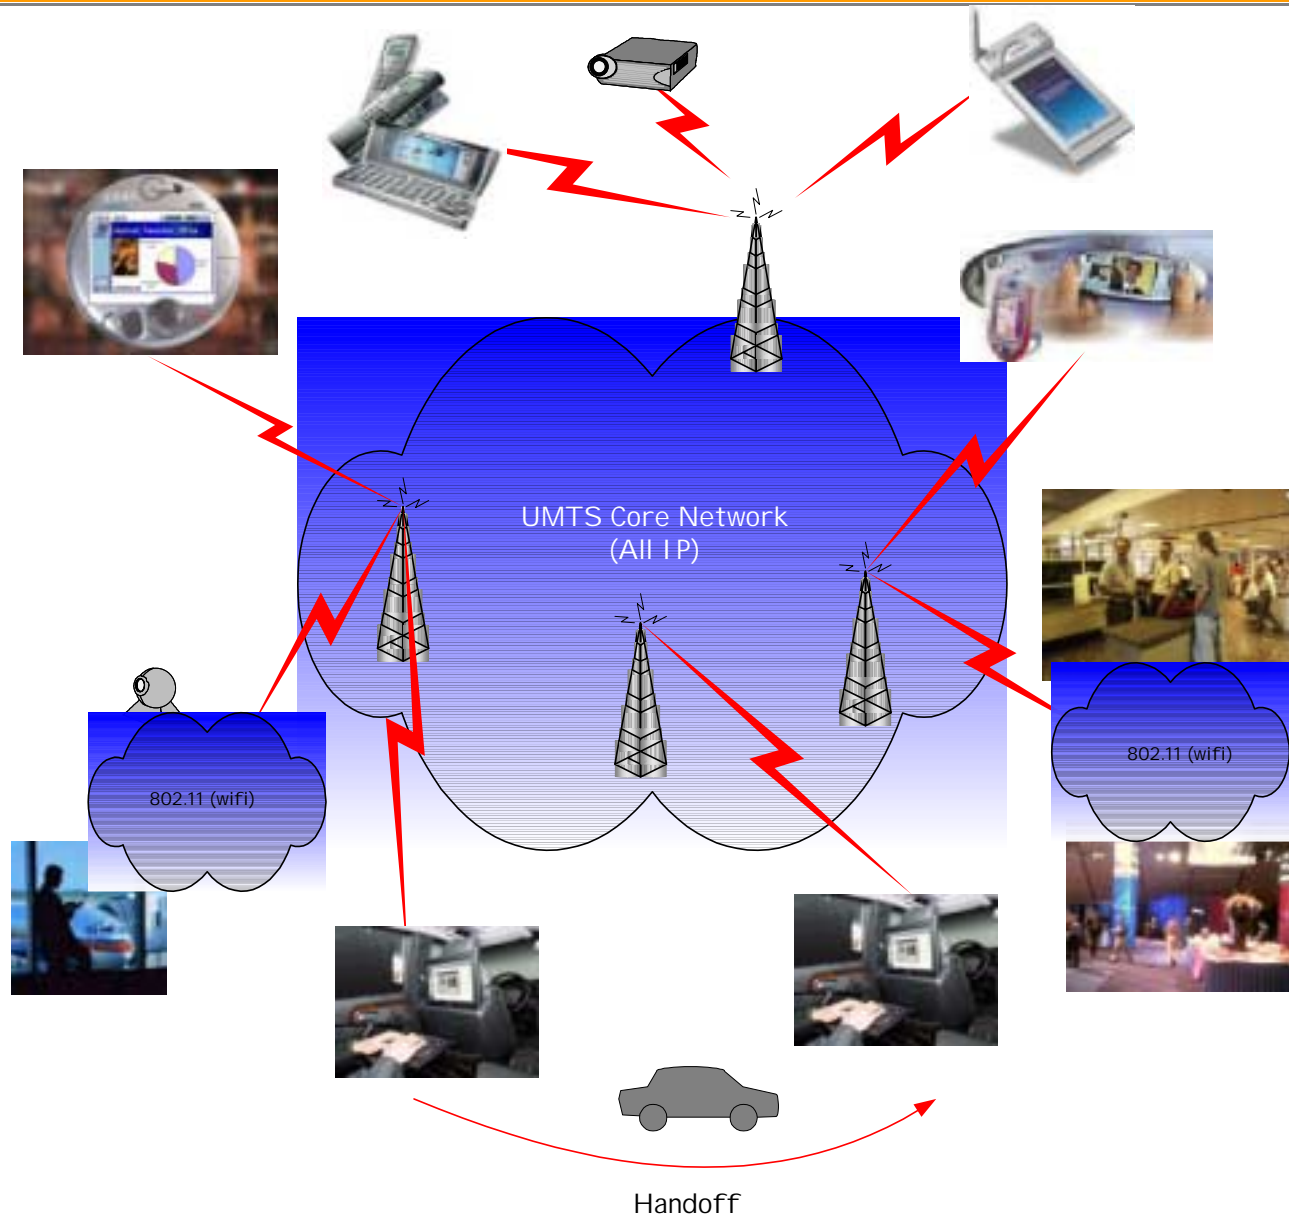 UMTS Core Network
(All IP)
802.11 (wifi)
802.11 (wifi)
Handoff